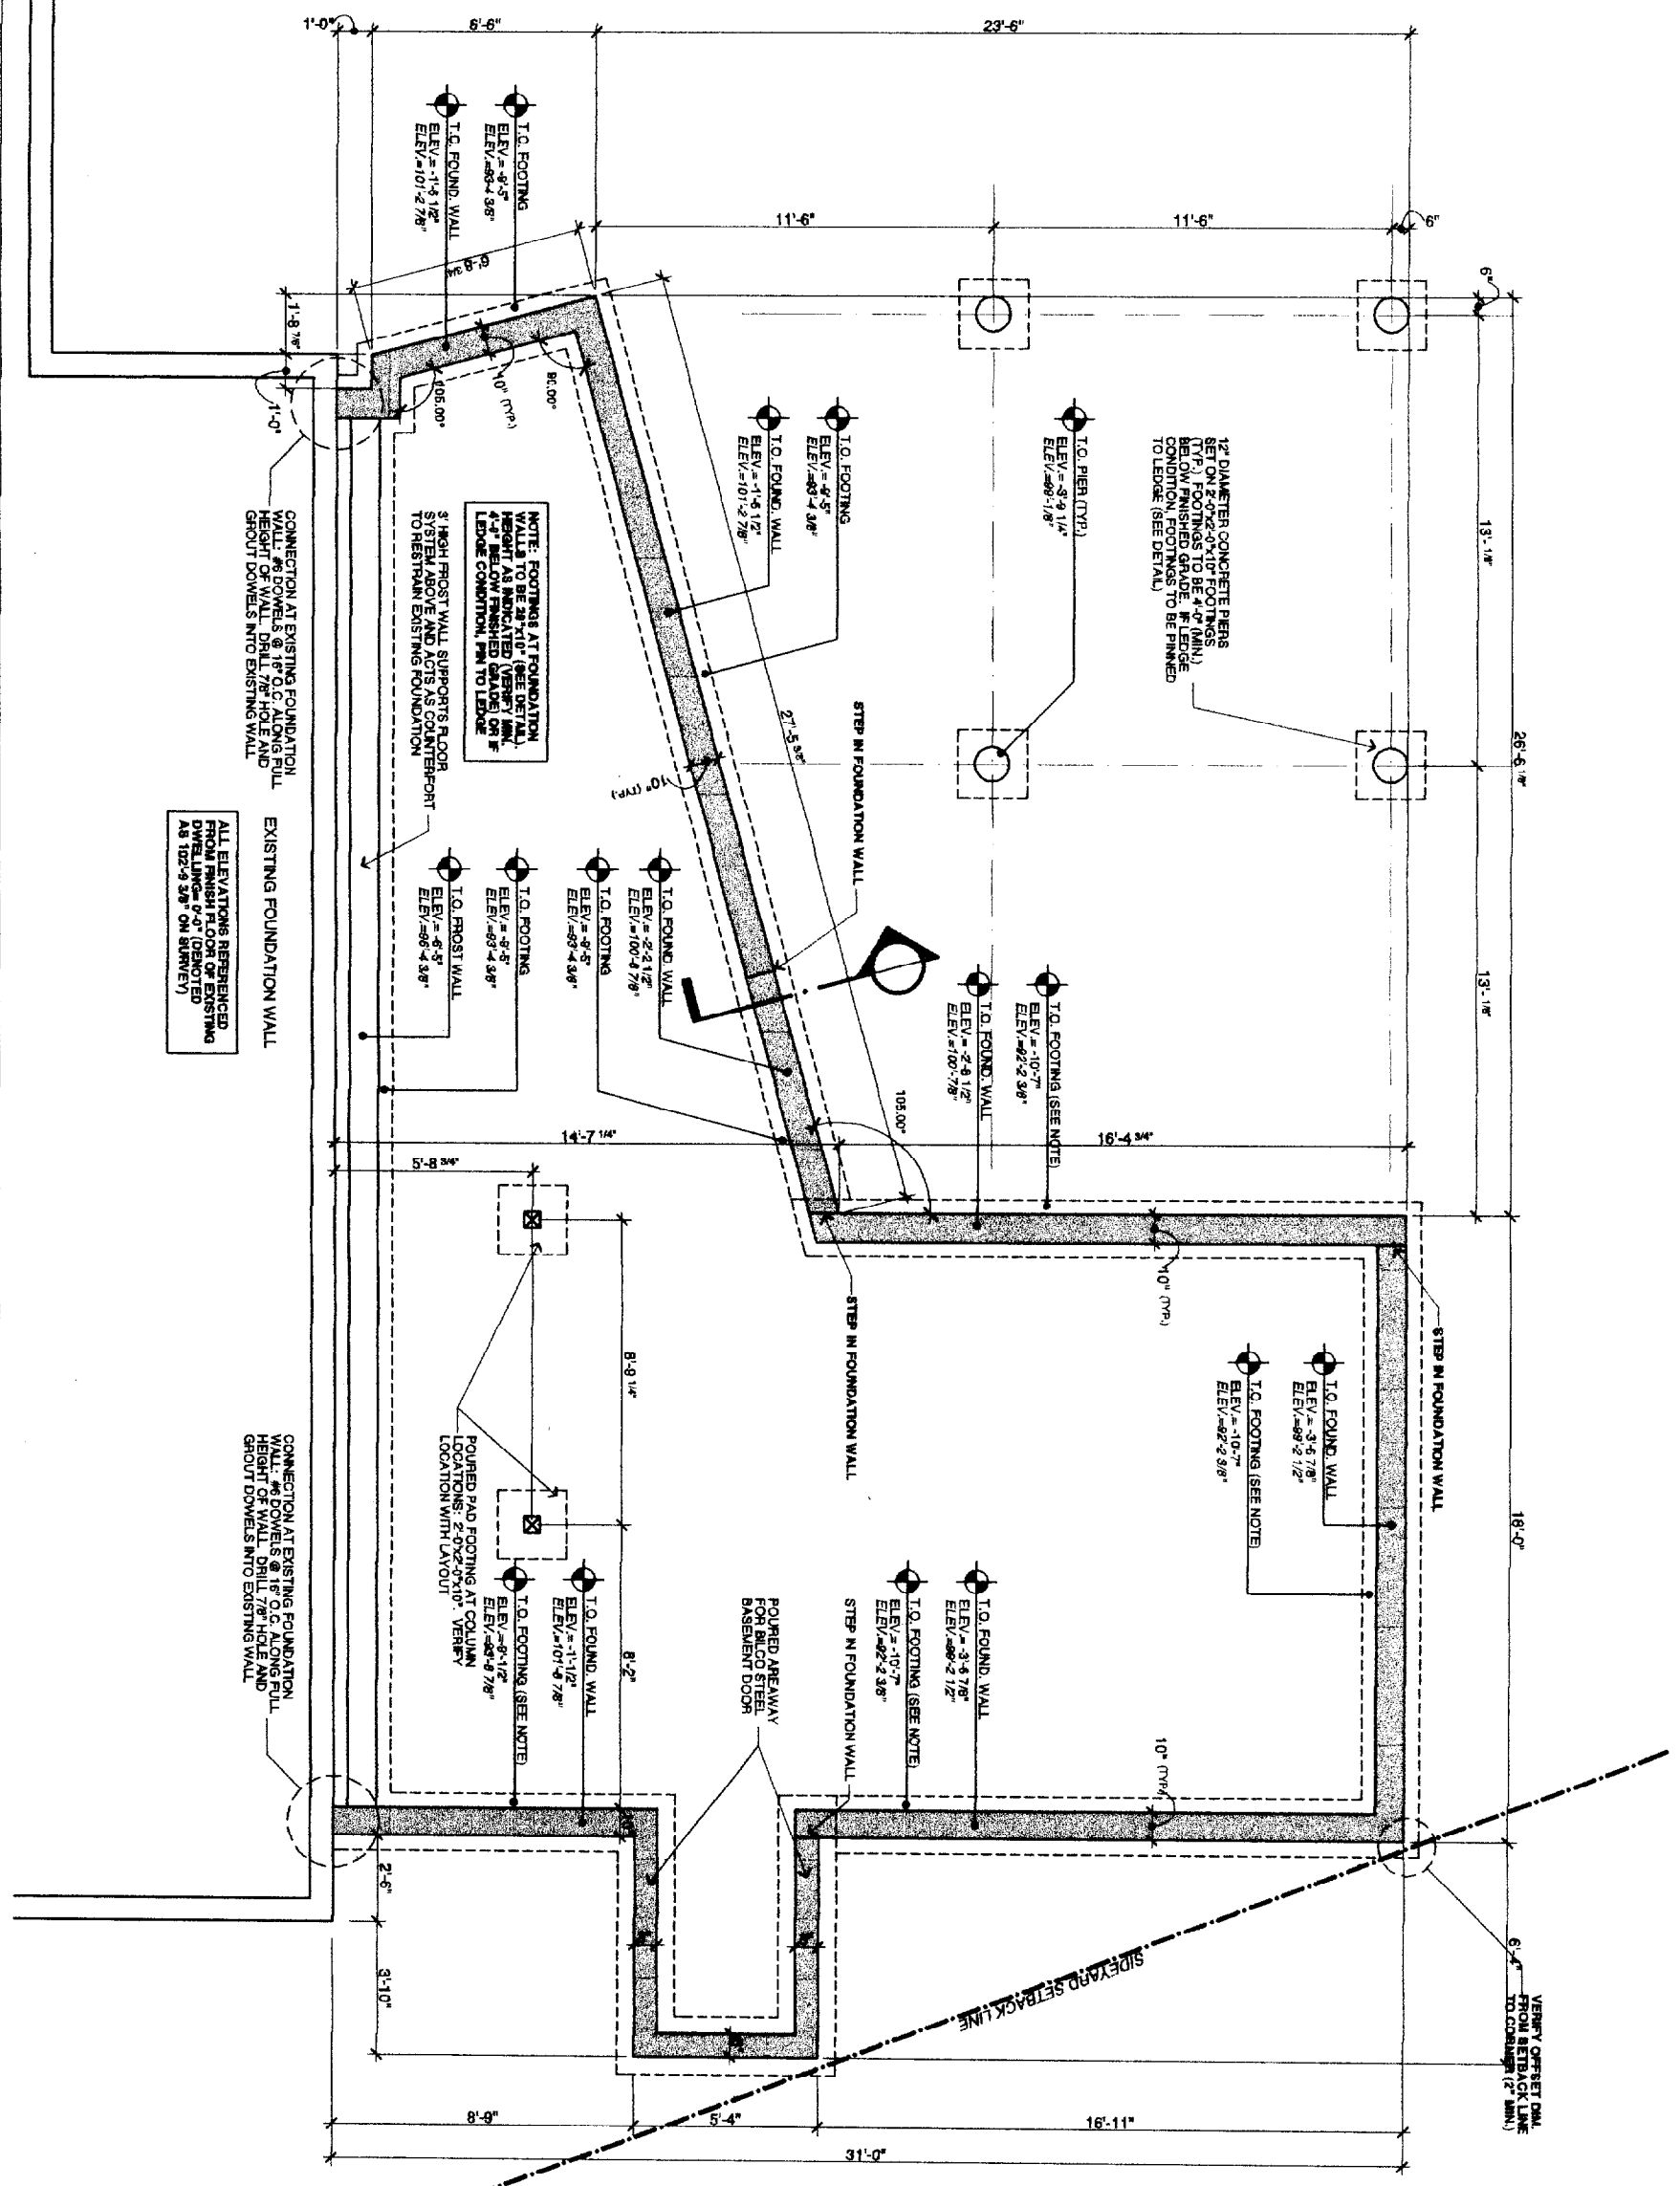 1'-0"
6'-6"
23'-6"
11'-6"
11'-6"
6"
6"
13'- 1/8"
26'-6 1/8"
13'- 1/8"
18'-0"
6'-4"
VERIFY OFFSET DIM.
FROM SETBACK LINE
TO CORNER (2" MIN.)
T.O. FOOTING
ELEV.= -9'-5"
ELEV.=93'-4 3/8"
T.O. FOUND. WALL
ELEV.= -1'-6 1/2"
ELEV.=101'-2 7/8"
6'-8 3/4"
1'-8 7/8"
1'-0"
105.00°
10" (TYP.)
90.00°
12" DIAMETER CONCRETE PIERS
SET ON 2'-0"X2'-0"X10" FOOTINGS
(TYP.) FOOTINGS TO BE 4'-0" (MIN.)
BELOW FINISHED GRADE. IF LEDGE
CONDITION, FOOTINGS TO BE PINNED
TO LEDGE (SEE DETAIL)
T.O. PIER (TYP.)
ELEV.= -3'-9 1/4"
ELEV.=99'-1/8"
T.O. FOOTING
ELEV.= -9'-5"
ELEV.=93'-4 3/8"
T.O. FOUND. WALL
ELEV.= -1'-6 1/2"
ELEV.=101'-2 7/8"
27'-5 3/8"
STEP IN FOUNDATION WALL
10" (TYP.)
NOTE: FOOTINGS AT FOUNDATION
WALLS TO BE 28"x10" (SEE DETAIL).
HEIGHT AS INDICATED (VERIFY MIN.
4'-0" BELOW FINISHED GRADE) OR IF
LEDGE CONDITION, PIN TO LEDGE
3' HIGH FROST WALL SUPPORTS FLOOR
SYSTEM ABOVE AND ACTS AS COUNTERFORT
TO RESTRAIN EXISTING FOUNDATION
CONNECTION AT EXISTING FOUNDATION
WALL: #6 DOWELS @ 16" O.C. ALONG FULL
HEIGHT OF WALL. DRILL 7/8" HOLE AND
GROUT DOWELS INTO EXISTING WALL
EXISTING FOUNDATION WALL
ALL ELEVATIONS REFERENCED
FROM FINISH FLOOR OF EXISTING
DWELLING= 0'-0" (DENOTED
AS 102'-9 3/8" ON SURVEY)
T.O. FOUND. WALL
ELEV.= -2'-2 1/2"
ELEV.=100'-6 7/8"
T.O. FOOTING
ELEV.= -9'-5"
ELEV.=93'-4 3/8"
T.O. FOOTING
ELEV.= -9'-5"
ELEV.=93'-4 3/8"
T.O. FROST WALL
ELEV.= -6'-5"
ELEV.=96'-4 3/8"
T.O. FOOTING (SEE NOTE)
ELEV.= -10'-7"
ELEV.=92'-2 3/8"
T.O. FOUND. WALL
ELEV.= -2'-8 1/2"
ELEV.=100'-7/8"
105.00°
16'-4 3/4"
14'-7 1/4"
5'-8 3/4"
STEP IN FOUNDATION WALL
10" (TYP.)
STEP IN FOUNDATION WALL
T.O. FOUND. WALL
ELEV.= -3'-6 7/8"
ELEV.=99'-2 1/2"
T.O. FOOTING (SEE NOTE)
ELEV.= -10'-7"
ELEV.=92'-2 3/8"
8'-9 1/4"
POURED PAD FOOTING AT COLUMN
LOCATIONS: 2'-0"x2'-0"x10". VERIFY
LOCATION WITH LAYOUT
8'-2"
T.O. FOUND. WALL
ELEV.= -3'-6 7/8"
ELEV.=99'-2 1/2"
T.O. FOOTING (SEE NOTE)
ELEV.= -10'-7"
ELEV.=92'-2 3/8"
STEP IN FOUNDATION WALL
POURED AREAWAY
FOR BILCO STEEL
BASEMENT DOOR
T.O. FOUND. WALL
ELEV.= -1'-1/2"
ELEV.=101'-8 7/8"
T.O. FOOTING (SEE NOTE)
ELEV.= -9'-1/2"
ELEV.=93'-8 7/8"
10" (TYP.)
CONNECTION AT EXISTING FOUNDATION
WALL: #6 DOWELS @ 16" O.C. ALONG FULL
HEIGHT OF WALL. DRILL 7/8" HOLE AND
GROUT DOWELS INTO EXISTING WALL
2'-6"
3'-10"
SIDEYARD SETBACK LINE
8'-9"
5'-4"
16'-11"
31'-0"